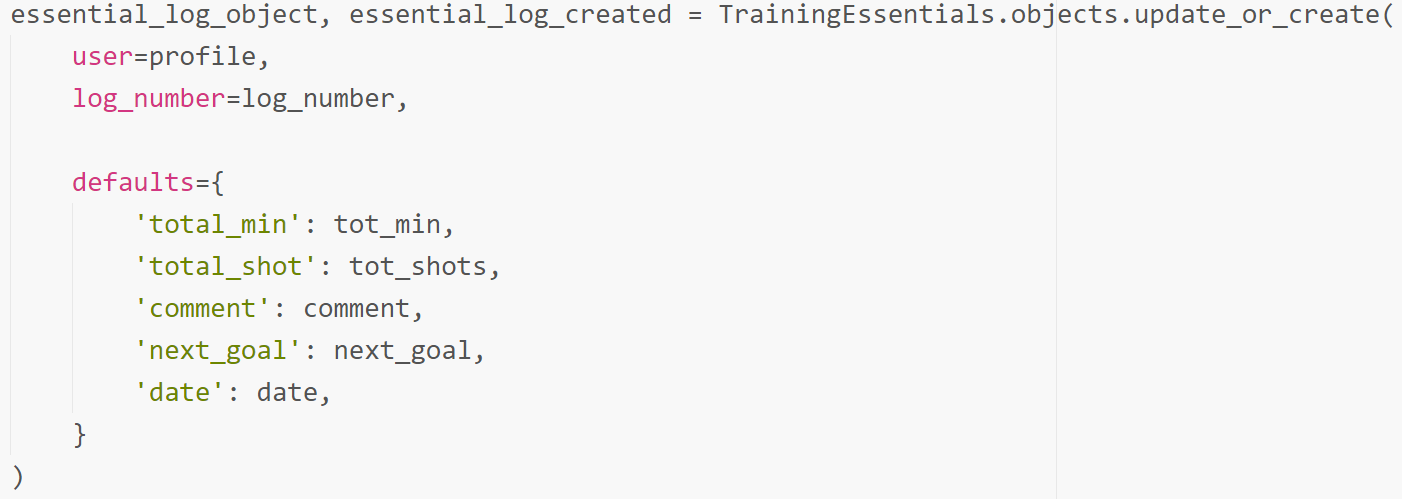 essential_log_object, essential_log_created = TrainingEssentials.objects.update_or_create(
    user=profile,
    log_number=log_number,

    defaults={
        'total_min': tot_min,
        'total_shot': tot_shots,
        'comment': comment,
        'next_goal': next_goal,
        'date': date,
    }
)